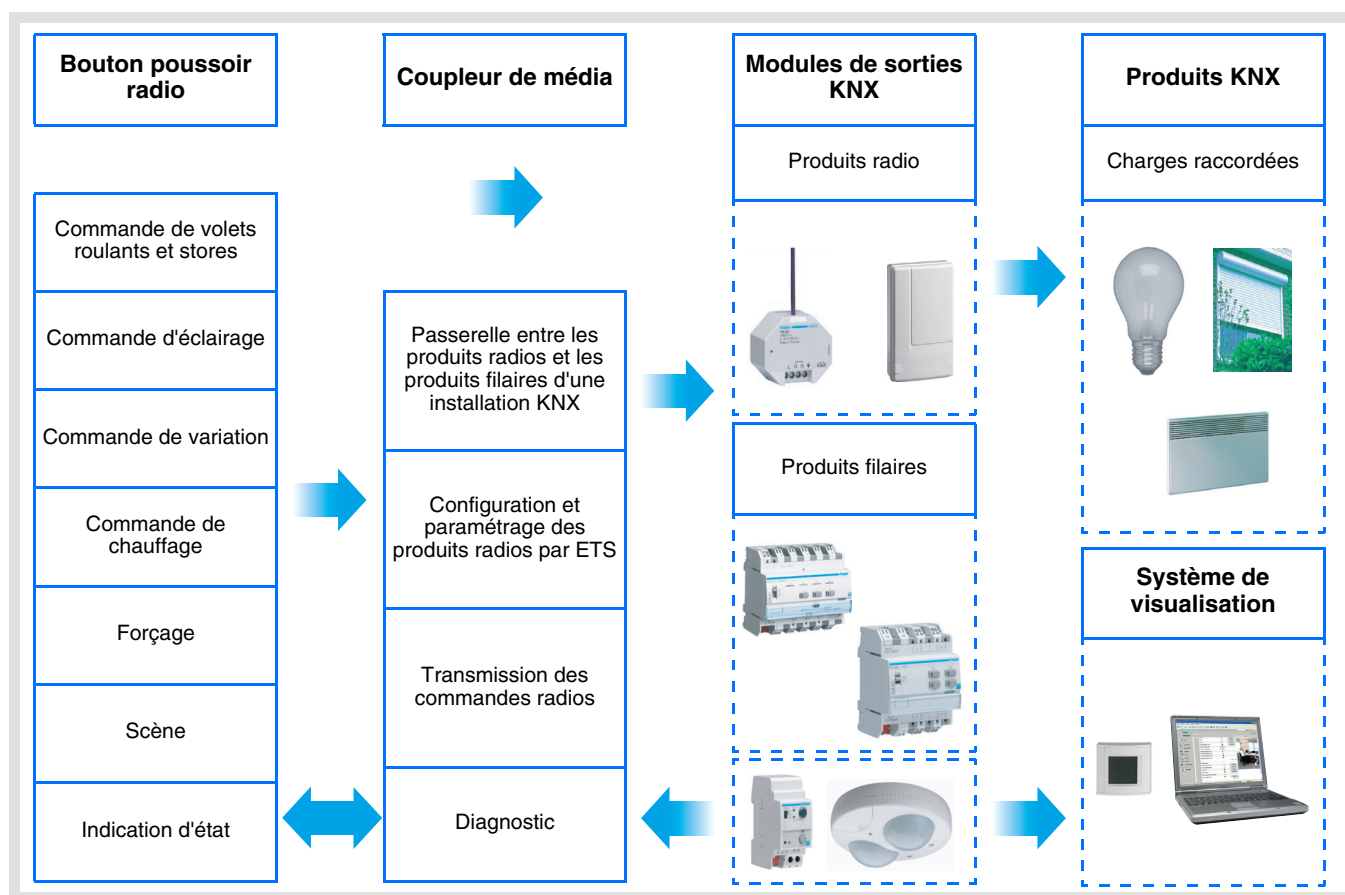 Bouton poussoir
radio
Coupleur de média
Modules de sorties
KNX
Produits KNX
Produits radio
Charges raccordées
Commande de volets
roulants et stores
Commande d'éclairage
Commande de variation
Commande de
chauffage
Forçage
Scène
Indication d'état
Passerelle entre les
produits radios et les
produits filaires d'une
installation KNX
Configuration et
paramétrage des
produits radios par ETS
Transmission des
commandes radios
Diagnostic
Produits filaires
Système de
visualisation